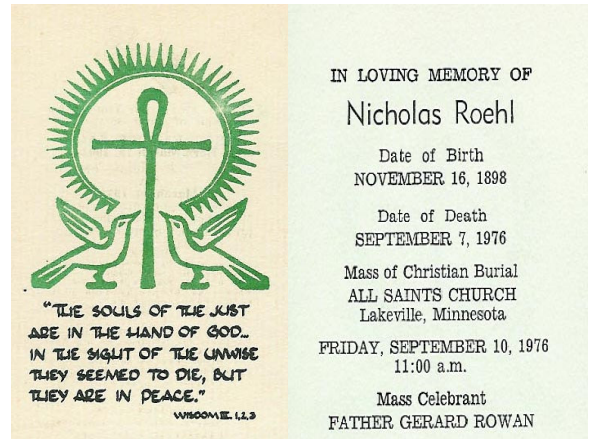 "THE SOULS OF THE JUST
ARE IN THE HAND OF GOD...
IN THE SIGHT OF THE UNWISE
THEY SEEMED TO DIE, BUT
THEY ARE IN PEACE."
WISDOM III. 1,2,3
IN LOVING MEMORY OF
Nicholas Roehl
Date of Birth
NOVEMBER 16, 1898
Date of Death
SEPTEMBER 7, 1976
Mass of Christian Burial
ALL SAINTS CHURCH
Lakeville, Minnesota
FRIDAY, SEPTEMBER 10, 1976
11:00 a.m.
Mass Celebrant
FATHER GERARD ROWAN